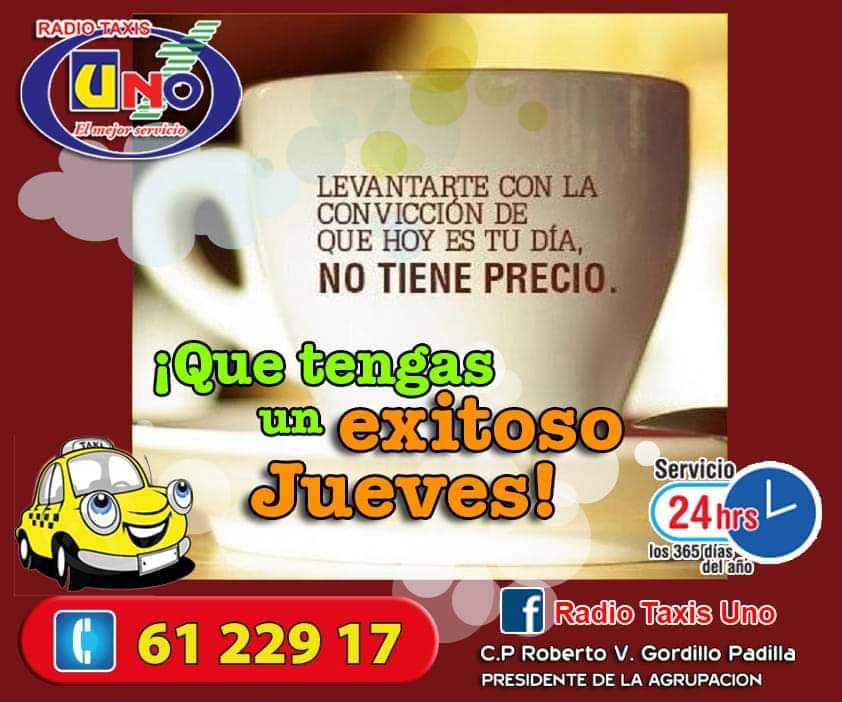 RADIO TAXIS
UNO
El mejor servicio
LEVANTARTE CON LA
CONVICCIÓN DE
QUE HOY ES TU DÍA,
NO TIENE PRECIO.
¡Que tengas
un exitoso
Jueves!
TAXI
Servicio
24hrs
los 365 días
del año
61 229 17
f Radio Taxis Uno
C.P Roberto V. Gordillo Padilla
PRESIDENTE DE LA AGRUPACION